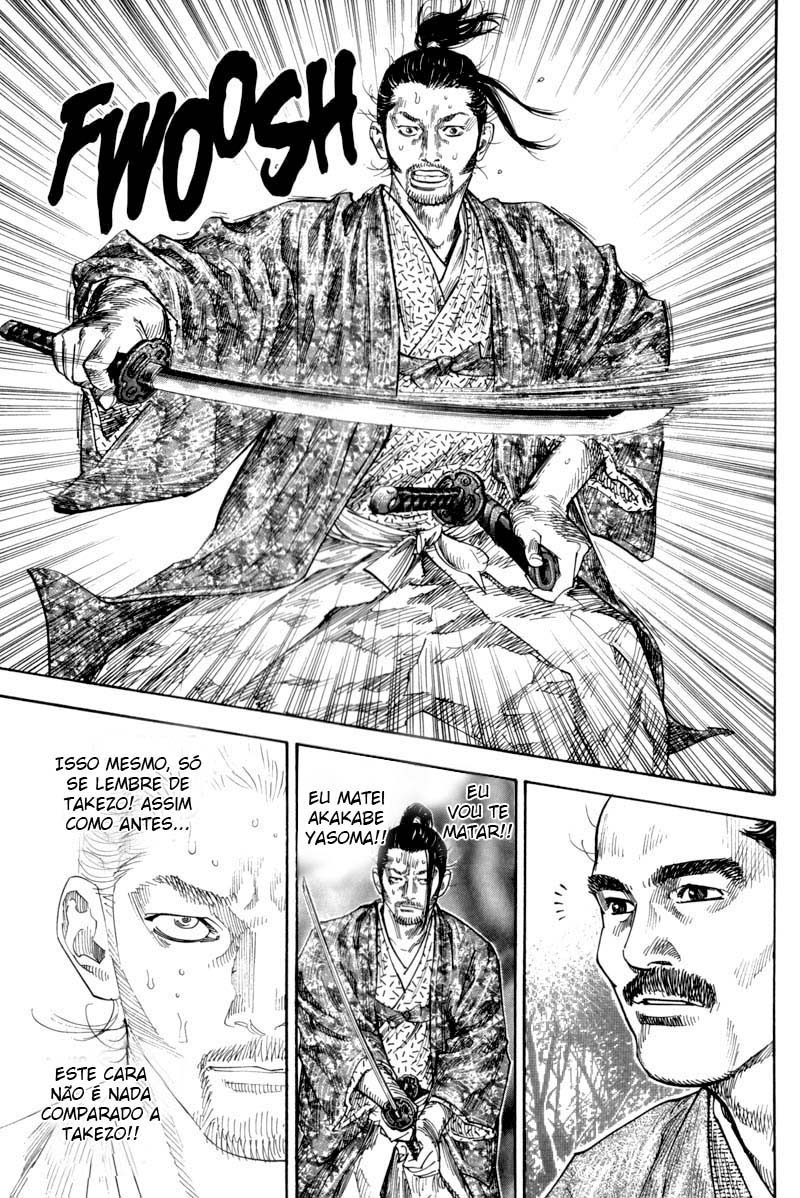 FWOOSH
EU
VOU TE
MATAR!!
EU MATEI
AKAKABE
YASOMA!!
ISSO MESMO, SÓ
SE LEMBRE DE
TAKEZO! ASSIM
COMO ANTES...
ESTE CARA
NÃO É NADA
COMPARADO A
TAKEZO!!